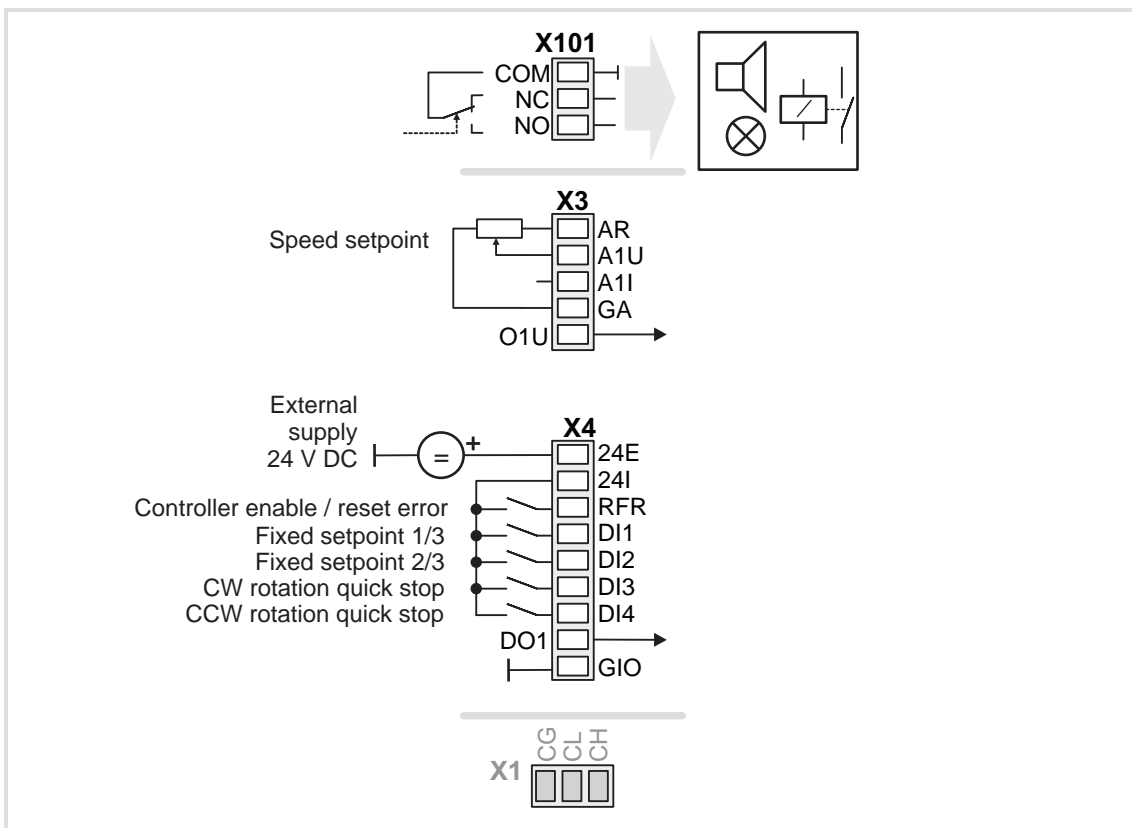 X101
COM
NC
NO
X3
Speed setpoint
AR
A1U
A1I
GA
O1U
External
supply
24 V DC
=
+
X4
24E
24I
Controller enable / reset error
RFR
Fixed setpoint 1/3
DI1
Fixed setpoint 2/3
DI2
CW rotation quick stop
DI3
CCW rotation quick stop
DI4
DO1
GIO
CG
CL
CH
X1